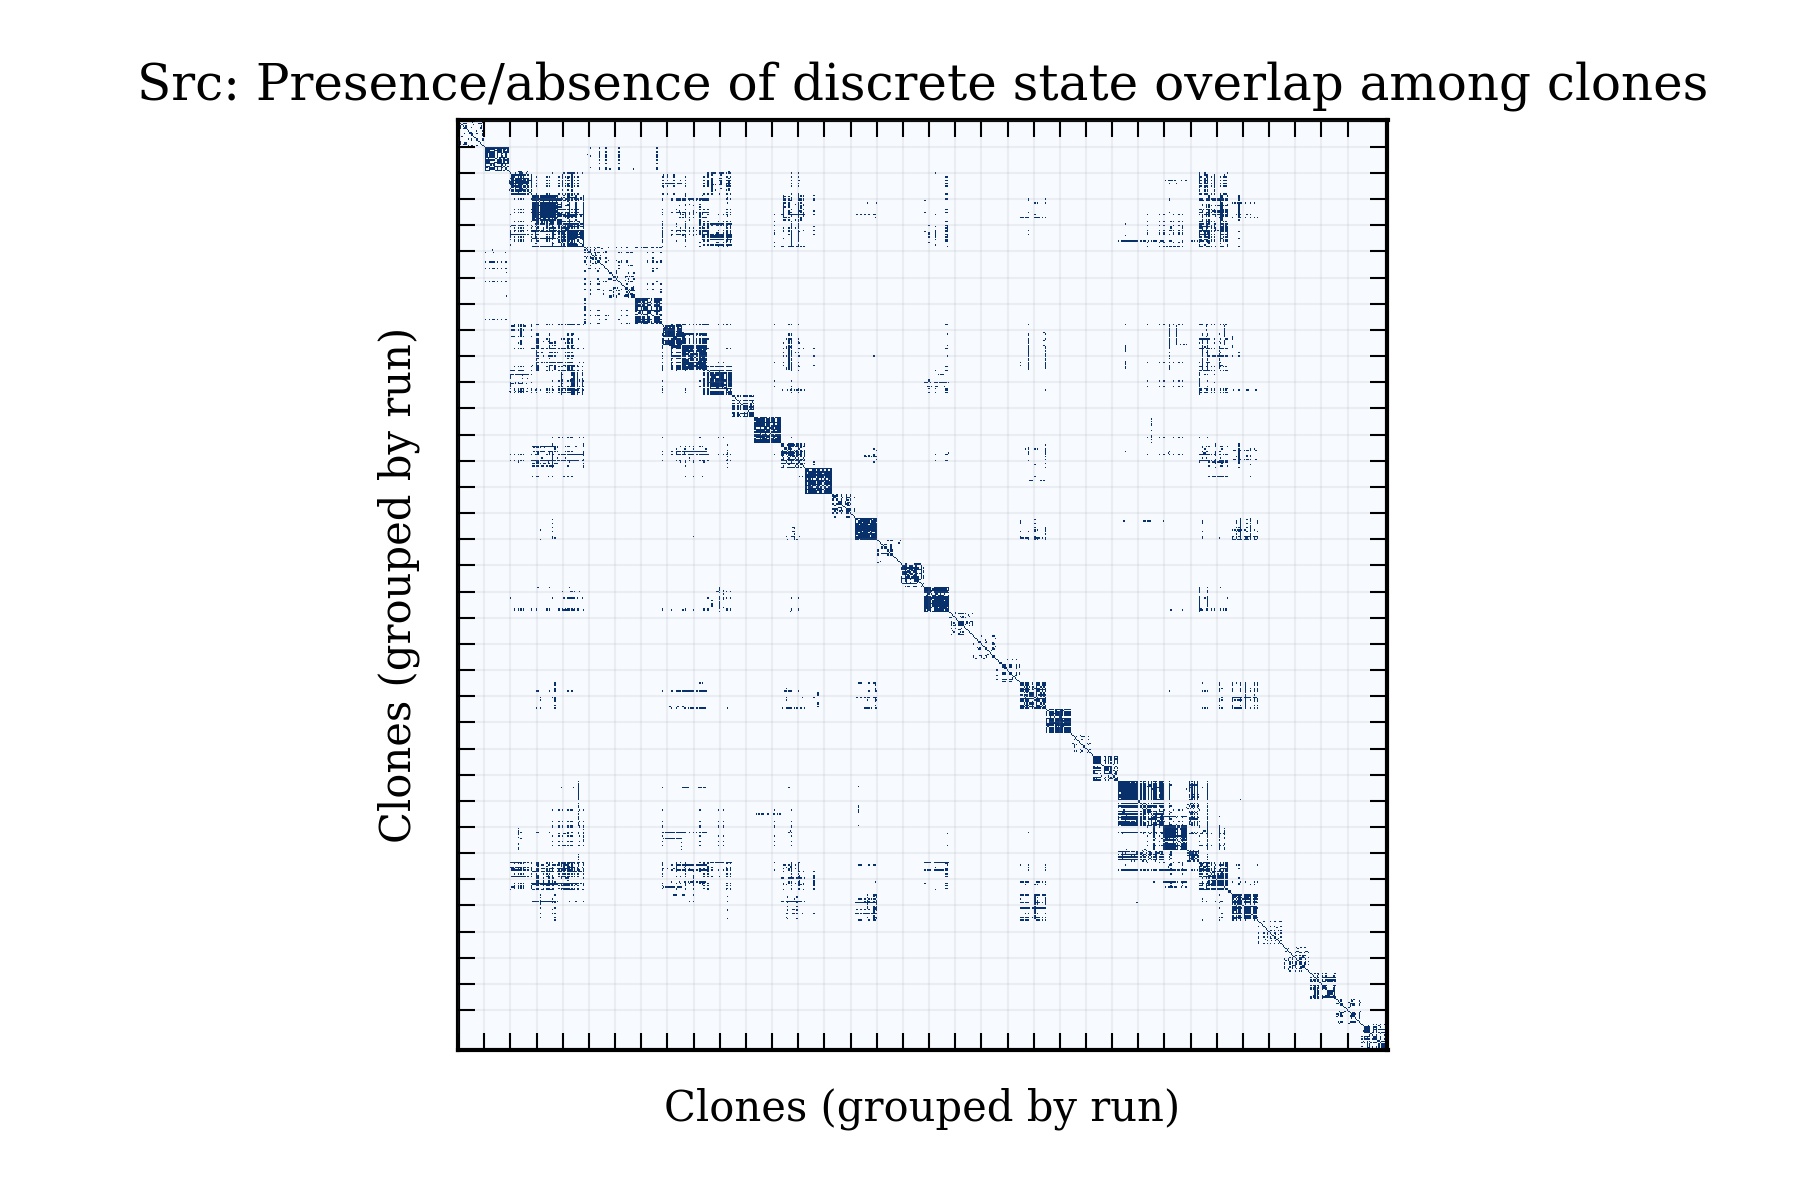 Src: Presence/absence of discrete state overlap among clones
Clones (grouped by run)
Clones (grouped by run)